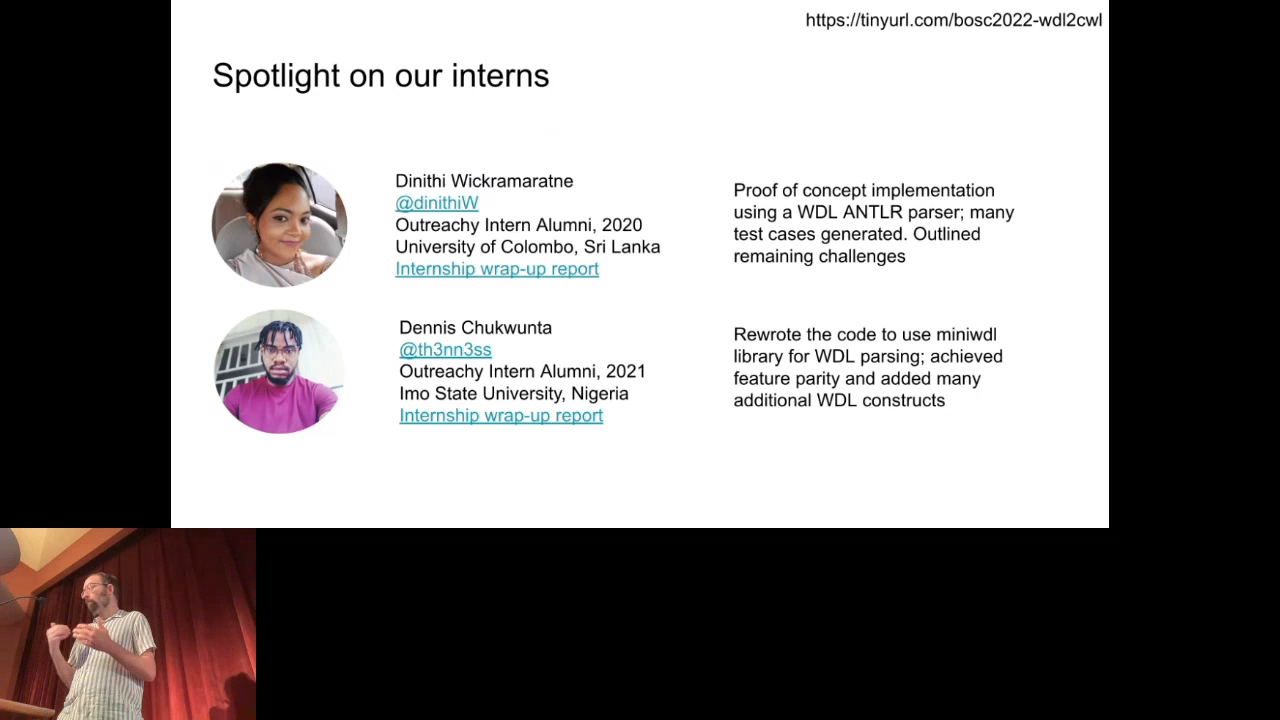 https://tinyurl.com/bosc2022-wdl2cwl
Spotlight on our interns
Dinithi Wickramaratne
@dinithiW
Outreachy Intern Alumni, 2020
University of Colombo, Sri Lanka
Internship wrap-up report
Proof of concept implementation
using a WDL ANTLR parser; many
test cases generated. Outlined
remaining challenges
Dennis Chukwunta
@th3nn3ss
Outreachy Intern Alumni, 2021
Imo State University, Nigeria
Internship wrap-up report
Rewrote the code to use miniwdl
library for WDL parsing; achieved
feature parity and added many
additional WDL constructs